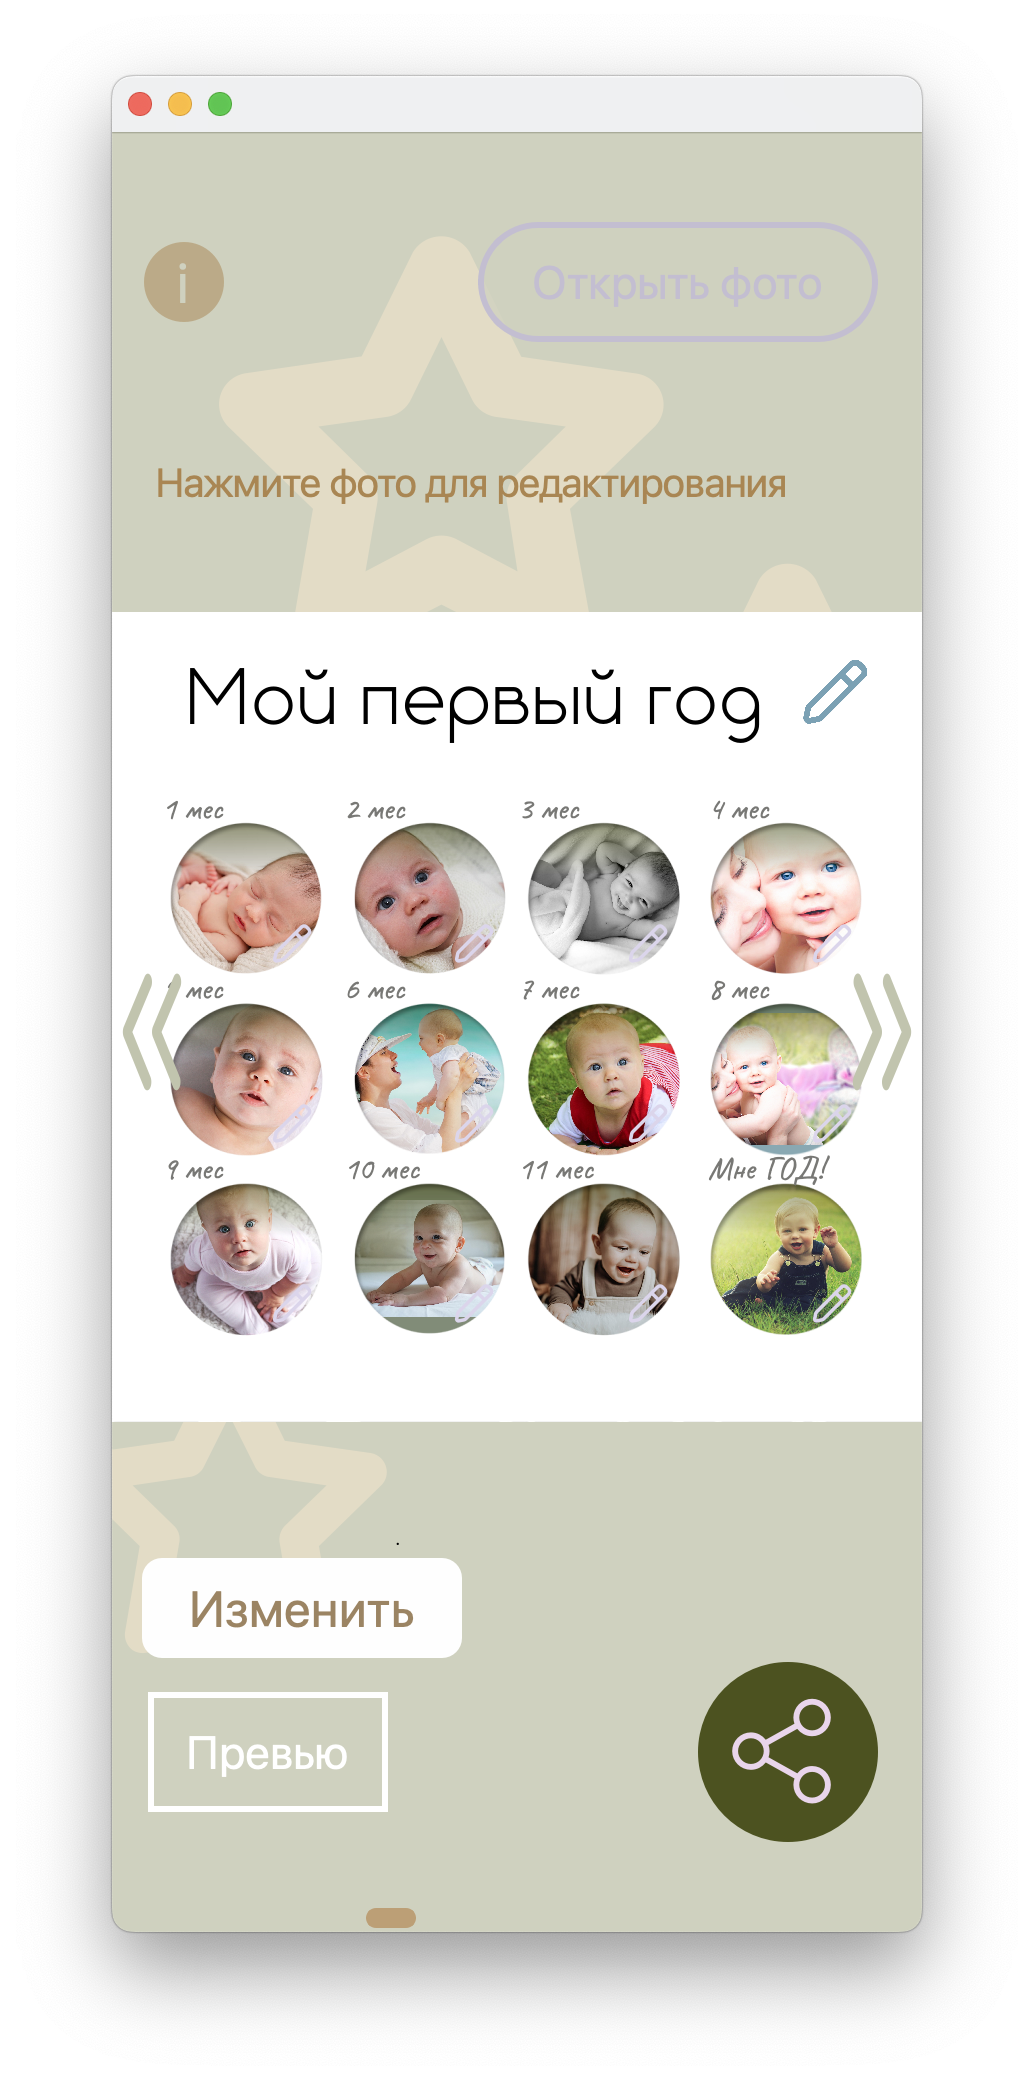 i
Открыть фото
Нажмите фото для редактирования
Мой первый год
1 мес 2 мес 3 мес 4 мес
мес 6 мес 7 мес 8 мес
9 мес 10 мес 11 мес Мне ГОД!
Изменить
Превью